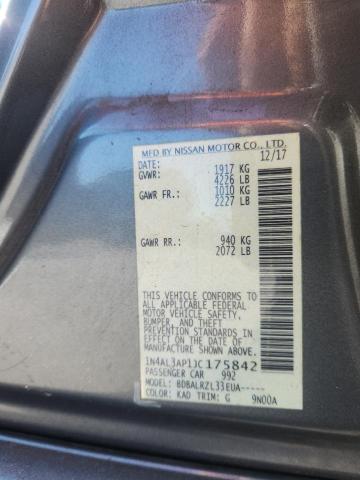 MFD BY NISSAN MOTOR CO., LTD.
DATE: 12/17
GVWR: 1917 KG
4226 LB
GAWR FR: 1010 KG
2227 LB
GAWR RR: 940 KG
2072 LB
THIS VEHICLE CONFORMS TO
ALL APPLICABLE FEDERAL
MOTOR VEHICLE SAFETY,
BUMPER, AND THEFT
PREVENTION STANDARDS IN
EFFECT ON THE DATE OF
MANUFACTURE SHOWN ABOVE
1N4AL3AP1JC175842
PASSENGER CAR 992
MODEL: BDBALRZL33EUA-----
COLOR: KAD TRIM: G 9N00A